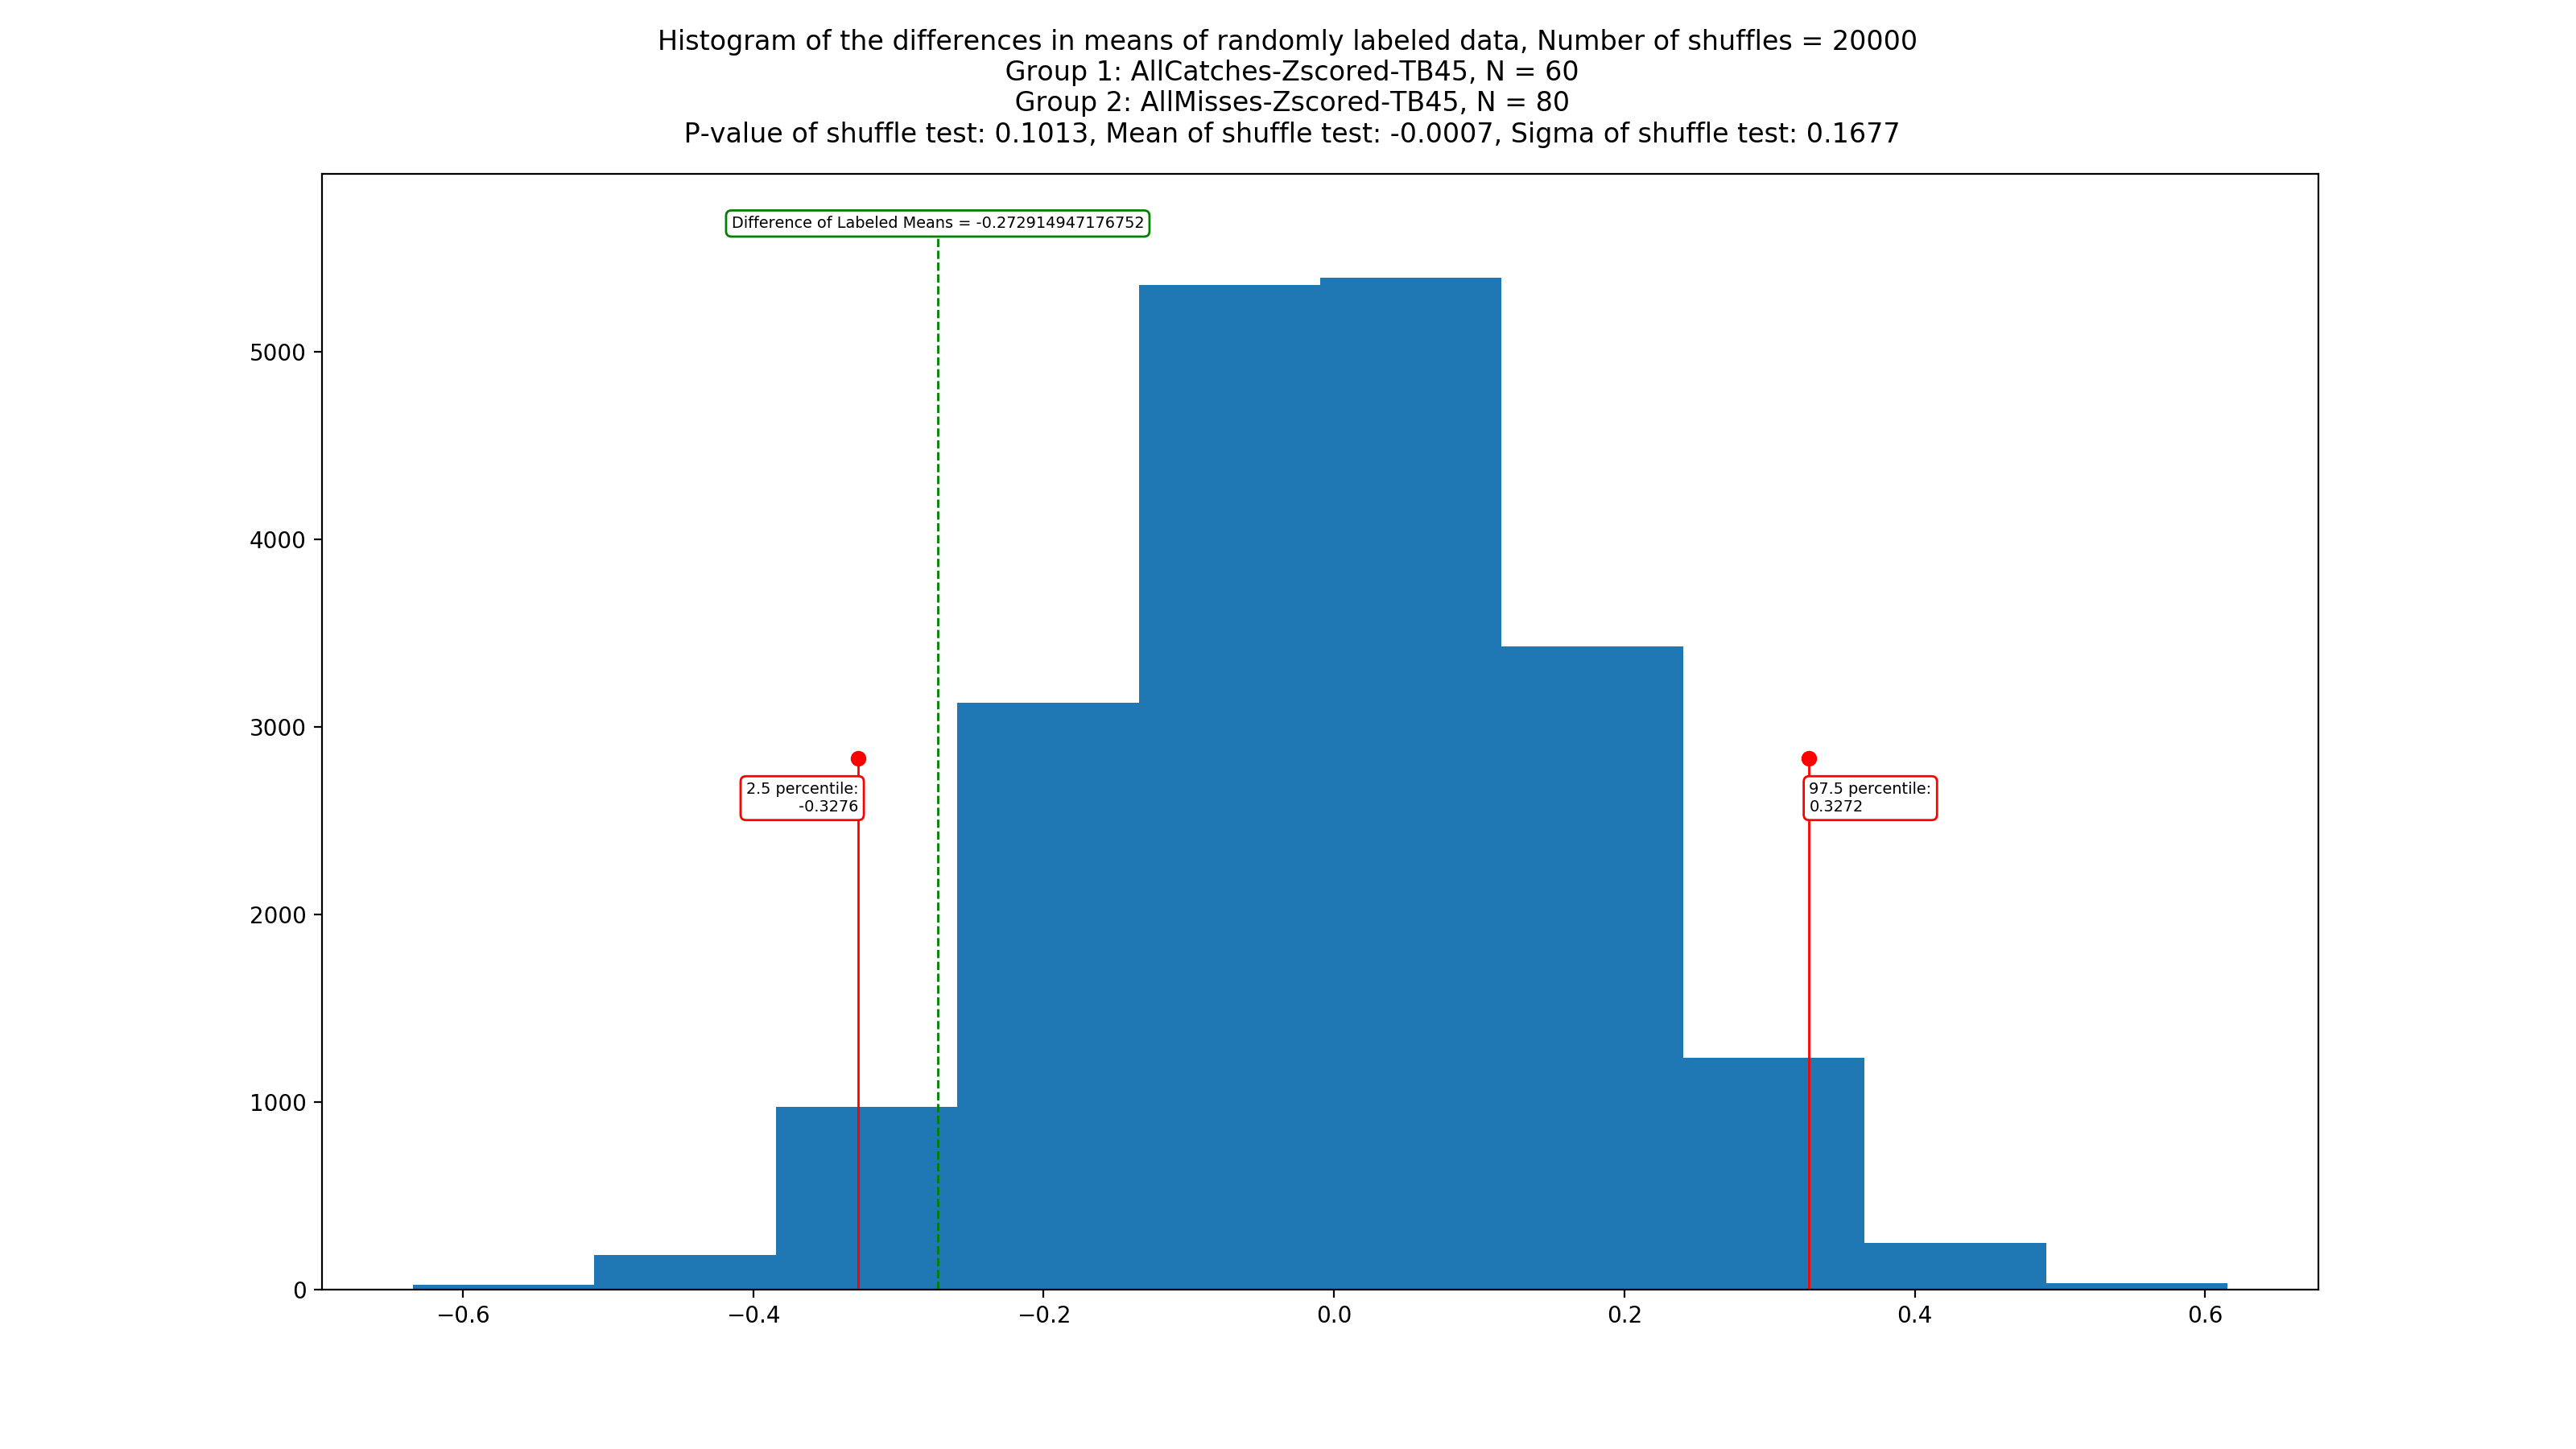 Histogram of the differences in means of randomly labeled data, Number of shuffles = 20000
Group 1: AllCatches-Zscored-TB45, N = 60
Group 2: AllMisses-Zscored-TB45, N = 80
P-value of shuffle test: 0.1013, Mean of shuffle test: -0.0007, Sigma of shuffle test: 0.1677
Difference of Labeled Means = -0.272914947176752
5000
4000
3000
2.5 percentile:
-0.3276
97.5 percentile:
0.3272
2000
1000
0
−0.6
−0.4
−0.2
0.0
0.2
0.4
0.6